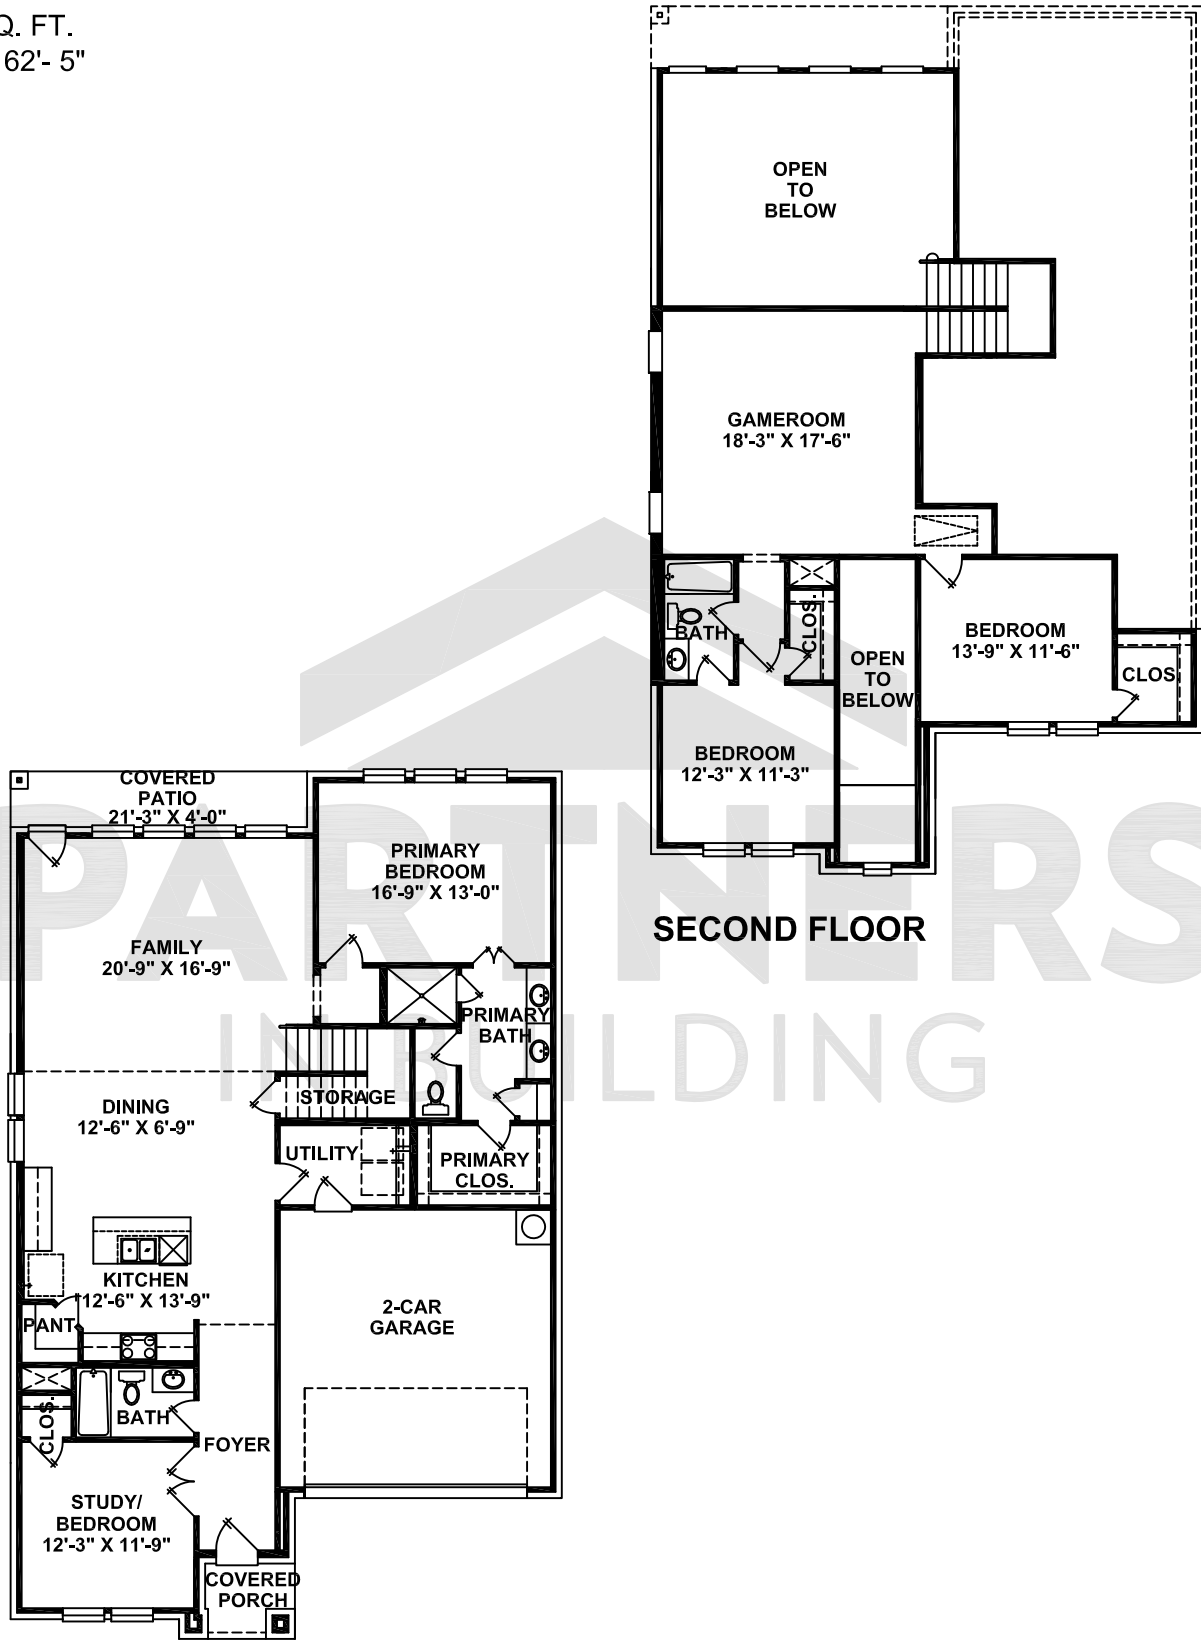 Q. FT.
62'- 5"
OPEN
TO
BELOW
GAMEROOM
18'-3" X 17'-6"
BATH
CLOS.
OPEN
TO
BELOW
BEDROOM
13'-9" X 11'-6"
CLOS
BEDROOM
12'-3" X 11'-3"
SECOND FLOOR
COVERED
PATIO
21'-3" X 4'-0"
PRIMARY
BEDROOM
16'-9" X 13'-0"
FAMILY
20'-9" X 16'-9"
PRIMARY
BATH
STORAGE
DINING
12'-6" X 6'-9"
UTILITY
PRIMARY
CLOS.
KITCHEN
12'-6" X 13'-9"
PANT.
2-CAR
GARAGE
CLOS.
BATH
FOYER
STUDY/
BEDROOM
12'-3" X 11'-9"
COVERED
PORCH
PARTNERS
IN BUILDING